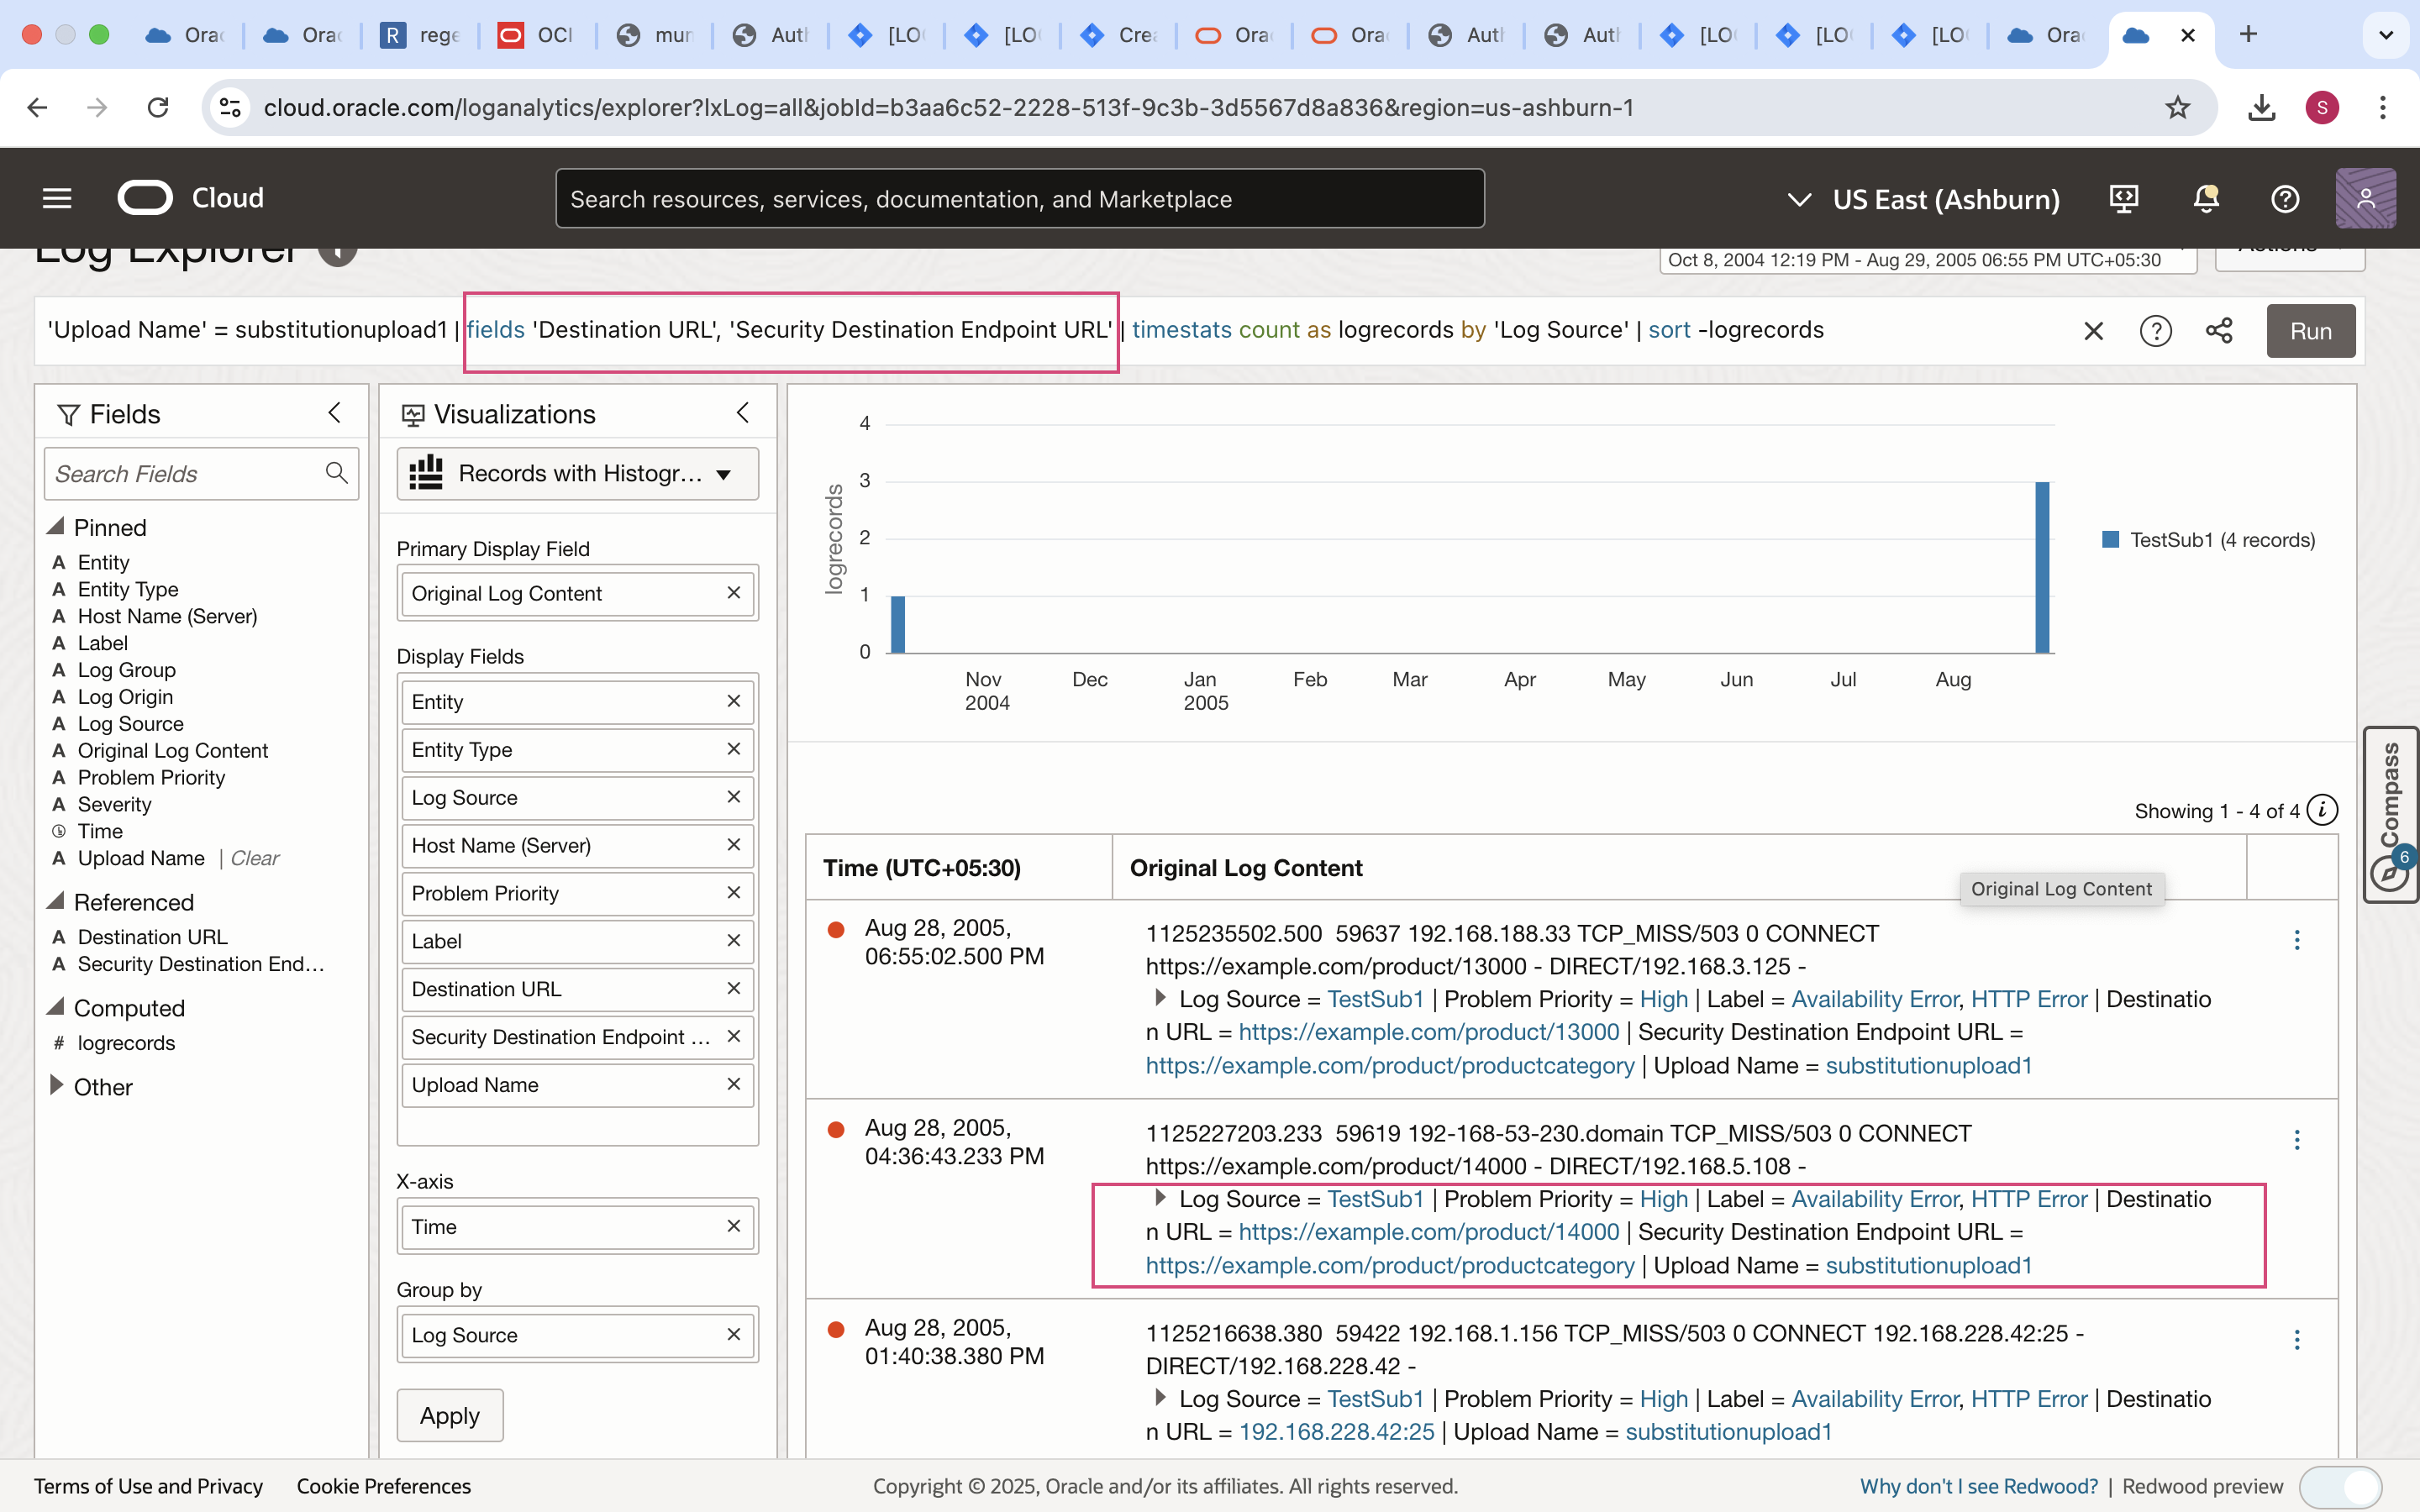 Orac
Orac
R rege
OCI
mun
Auth
[LO
[LO
Crea
Orac
Orac
Auth
Auth
[LO
[LO
[LO
Orac
cloud.oracle.com/loganalytics/explorer?lxLog=all&jobId=b3aa6c52-2228-513f-9c3b-3d5567d8a836&region=us-ashburn-1
S
Cloud
Search resources, services, documentation, and Marketplace
US East (Ashburn)
Log Explorer
Actions
Oct 8, 2004 12:19 PM - Aug 29, 2005 06:55 PM UTC+05:30
'Upload Name' = substitutionupload1 | fields 'Destination URL', 'Security Destination Endpoint URL' | timestats count as logrecords by 'Log Source' | sort -logrecords
Run
Fields
Search Fields
Pinned
A Entity
A Entity Type
A Host Name (Server)
A Label
A Log Group
A Log Origin
A Log Source
A Original Log Content
A Problem Priority
A Severity
Time
A Upload Name | Clear
Referenced
A Destination URL
A Security Destination End...
Computed
# logrecords
Other
Visualizations
Records with Histogr...
Primary Display Field
Original Log Content
Display Fields
Entity
Entity Type
Log Source
Host Name (Server)
Problem Priority
Label
Destination URL
Security Destination Endpoint ...
Upload Name
X-axis
Time
Group by
Log Source
Apply
logrecords
4
3
2
1
0
Nov 2004
Dec
Jan 2005
Feb
Mar
Apr
May
Jun
Jul
Aug
TestSub1 (4 records)
Showing 1 - 4 of 4
Time (UTC+05:30)
Original Log Content
Original Log Content
Aug 28, 2005,
06:55:02.500 PM
1125235502.500 59637 192.168.188.33 TCP_MISS/503 0 CONNECT
https://example.com/product/13000 - DIRECT/192.168.3.125 -
Log Source = TestSub1 | Problem Priority = High | Label = Availability Error, HTTP Error | Destinatio
n URL = https://example.com/product/13000 | Security Destination Endpoint URL =
https://example.com/product/productcategory | Upload Name = substitutionupload1
Aug 28, 2005,
04:36:43.233 PM
1125227203.233 59619 192-168-53-230.domain TCP_MISS/503 0 CONNECT
https://example.com/product/14000 - DIRECT/192.168.5.108 -
Log Source = TestSub1 | Problem Priority = High | Label = Availability Error, HTTP Error | Destinatio
n URL = https://example.com/product/14000 | Security Destination Endpoint URL =
https://example.com/product/productcategory | Upload Name = substitutionupload1
Aug 28, 2005,
01:40:38.380 PM
1125216638.380 59422 192.168.1.156 TCP_MISS/503 0 CONNECT 192.168.228.42:25 -
DIRECT/192.168.228.42 -
Log Source = TestSub1 | Problem Priority = High | Label = Availability Error, HTTP Error | Destinatio
n URL = 192.168.228.42:25 | Upload Name = substitutionupload1
Compass
6
Terms of Use and Privacy
Cookie Preferences
Copyright © 2025, Oracle and/or its affiliates. All rights reserved.
Why don't I see Redwood? | Redwood preview